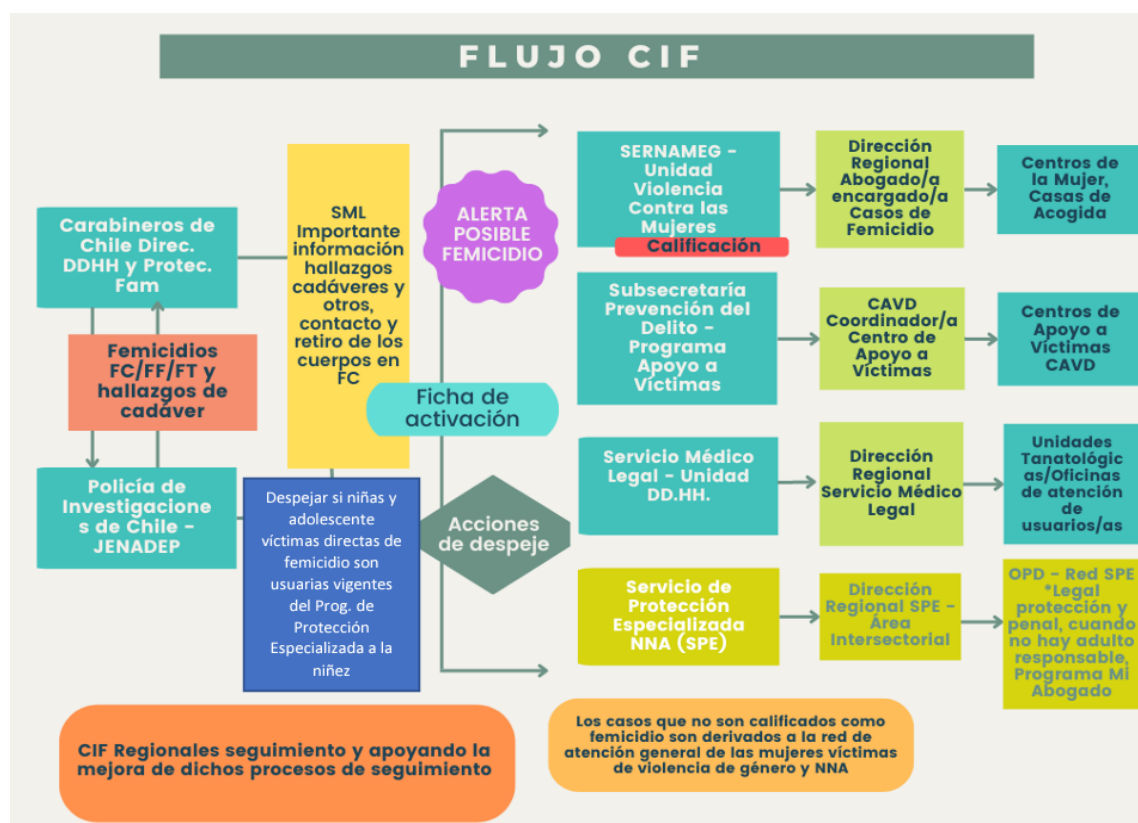 FLUJO CIF
Carabineros de
Chile Direc.
DDHH y Protec.
Fam
Femicidios
FC/FF/FT y
hallazgos de
cadáver
Policía de
Investigacione
s de Chile -
JENADEP
SML
Importante
información
hallazgos
cadáveres y
otros,
contacto y
retiro de los
cuerpos en
FC
Despejar si niñas y
adolescente
víctimas directas de
femicidio son
usuarias vigentes
del Prog. de
Protección
Especializada a la
niñez
ALERTA
POSIBLE
FEMICIDIO
Ficha de
activación
Acciones
de despeje
SERNAMEG -
Unidad
Violencia
Contra las
Mujeres
Calificación
Dirección
Regional
Abogado/a
encargado/a
Casos de
Femicidio
Centros de
la Mujer,
Casas de
Acogida
Subsecretaría
Prevención del
Delito -
Programa
Apoyo a
Víctimas
CAVD
Coordinador/a
Centro de
Apoyo a
Víctimas
Centros de
Apoyo a
Víctimas
CAVD
Servicio Médico
Legal - Unidad
DD.HH.
Dirección
Regional
Servicio Médico
Legal
Unidades
Tanatológic
as/Oficinas
de atención
de
usuarios/as
Servicio de
Protección
Especializada
NNA (SPE)
Dirección
Regional SPE -
Área
Intersectorial
OPD - Red SPE
*Legal
protección y
penal, cuando
no hay adulto
responsable,
Programa Mi
Abogado
CIF Regionales seguimiento y apoyando la
mejora de dichos procesos de seguimiento
Los casos que no son calificados como
femicidio son derivados a la red de
atención general de las mujeres víctimas
de violencia de género y NNA